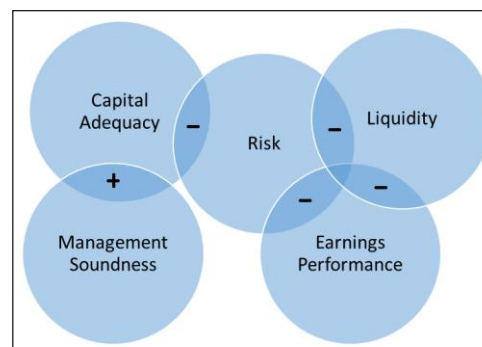 Capital
Adequacy
–
Risk
–
Liquidity
+
–
–
Management
Soundness
Earnings
Performance